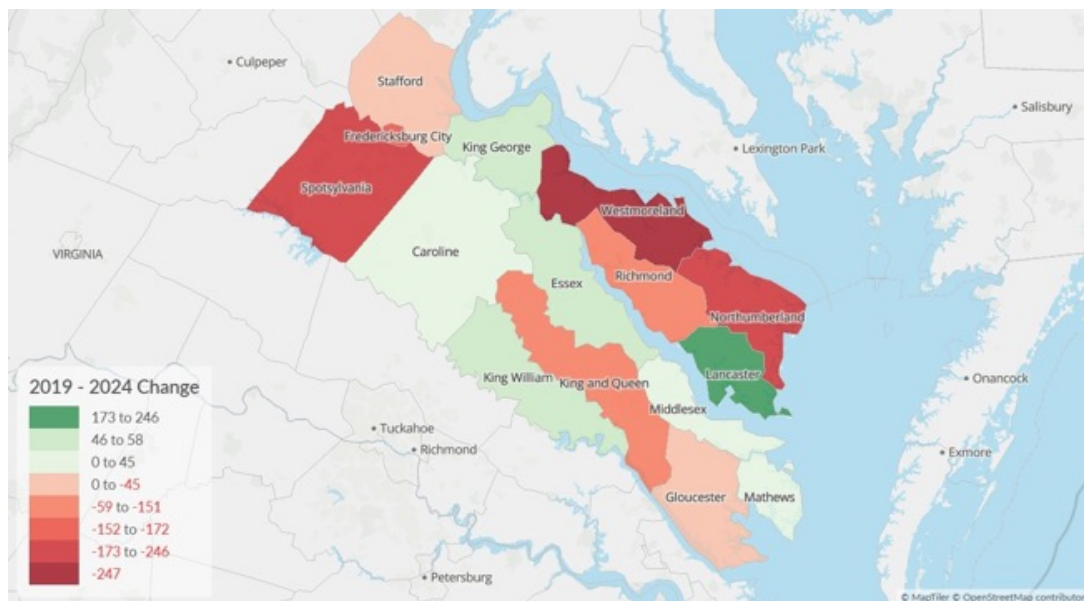 Culpeper
Stafford
Salisbury
Fredericksburg City
King George
Lexington Park
Spotsylvania
Westmoreland
VIRGINIA
Caroline
Richmond
Essex
Northumberland
2019 - 2024 Change
173 to 246
46 to 58
0 to 45
0 to -45
-59 to -151
-152 to -172
-173 to -246
-247
King William
King and Queen
Lancaster
Onancock
Middlesex
Tuckahoe
Richmond
Exmore
Gloucester
Mathews
Petersburg
© MapTiler © OpenStreetMap contributor